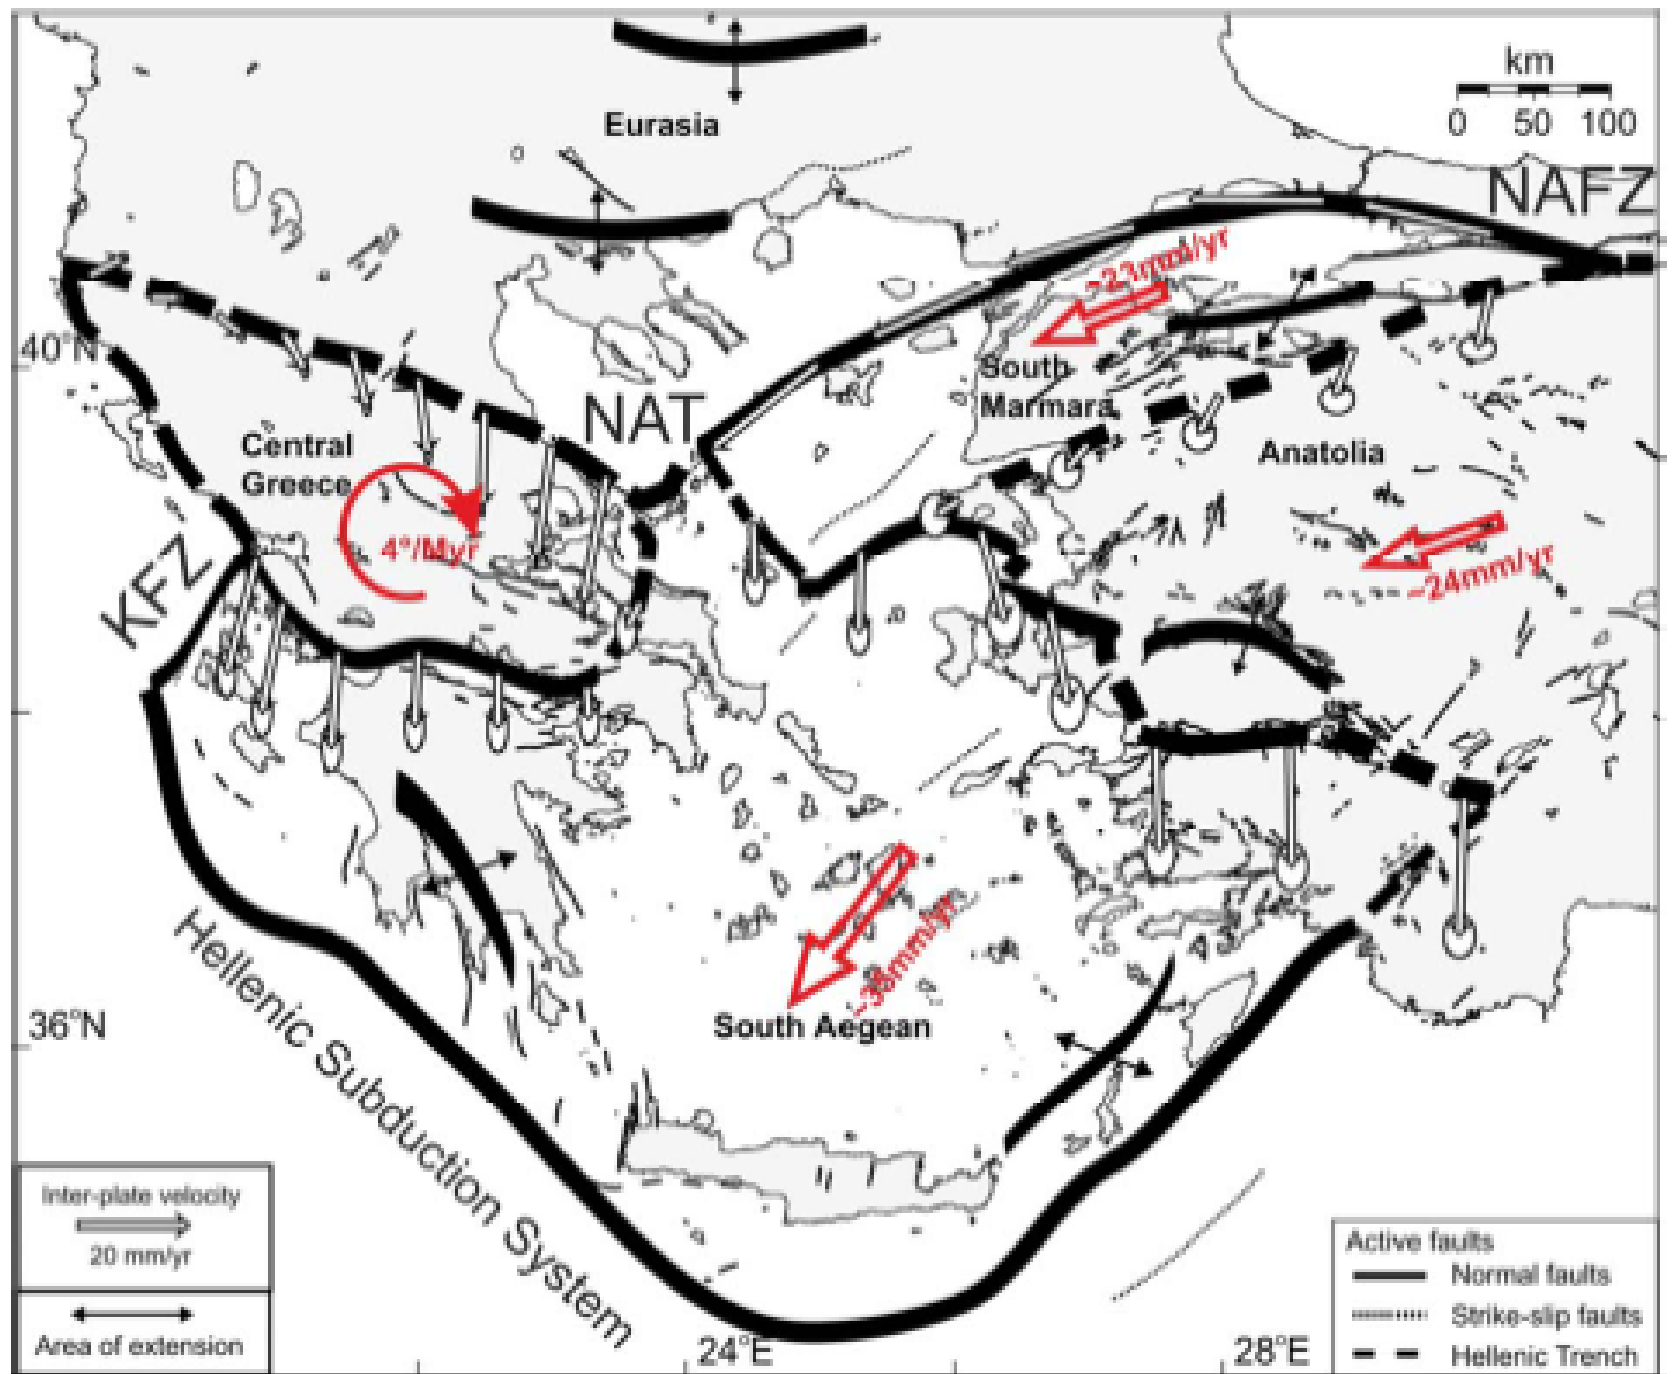 km
0 50 100
Eurasia
NAFZ
~23mm/yr
40°N
South
Marmara
NAT
Central
Greece
Anatolia
4°/Myr
~24mm/yr
KFZ
Hellenic Subduction System
36°N
South Aegean
Inter-plate velocity
20 mm/yr
Area of extension
24°E
28°E
Active faults
Normal faults
Strike-slip faults
Hellenic Trench